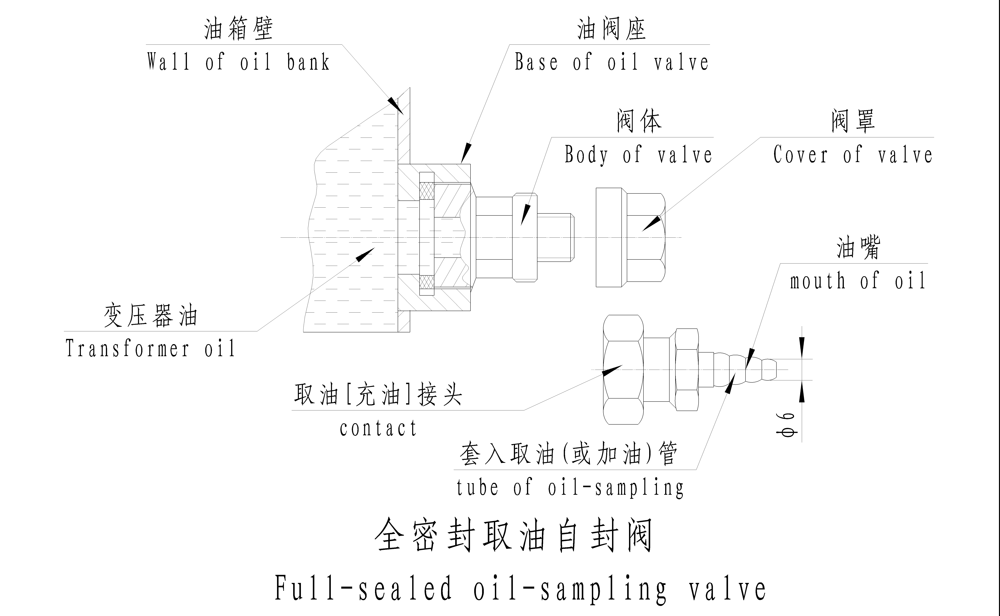 油箱壁
Wall of oil bank
油阀座
Base of oil valve
阀体
Body of valve
阀罩
Cover of valve
油嘴
mouth of oil
变压器油
Transformer oil
取油[充油]接头
contact
φ6
套入取油(或加油)管
tube of oil-sampling
全密封取油自封阀
Full-sealed oil-sampling valve